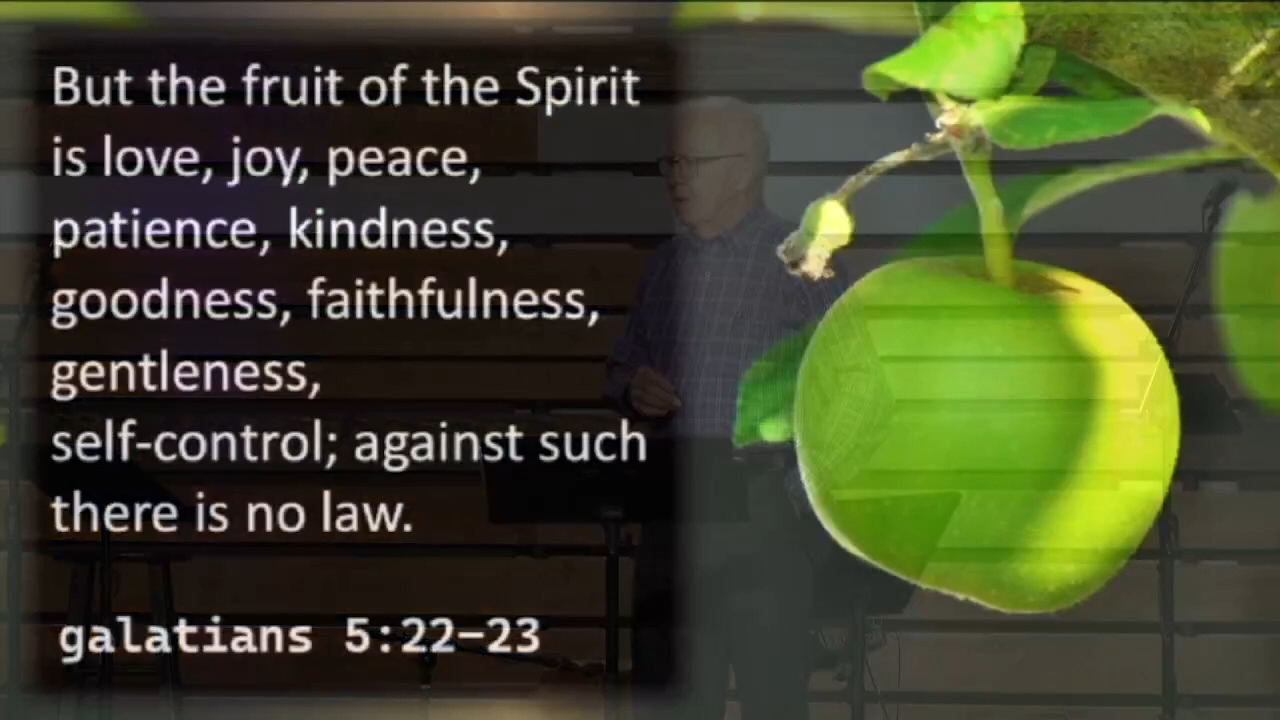 But the fruit of the Spirit
is love, joy, peace,
patience, kindness,
goodness, faithfulness,
gentleness,
self-control; against such
there is no law.
galatians 5:22–23